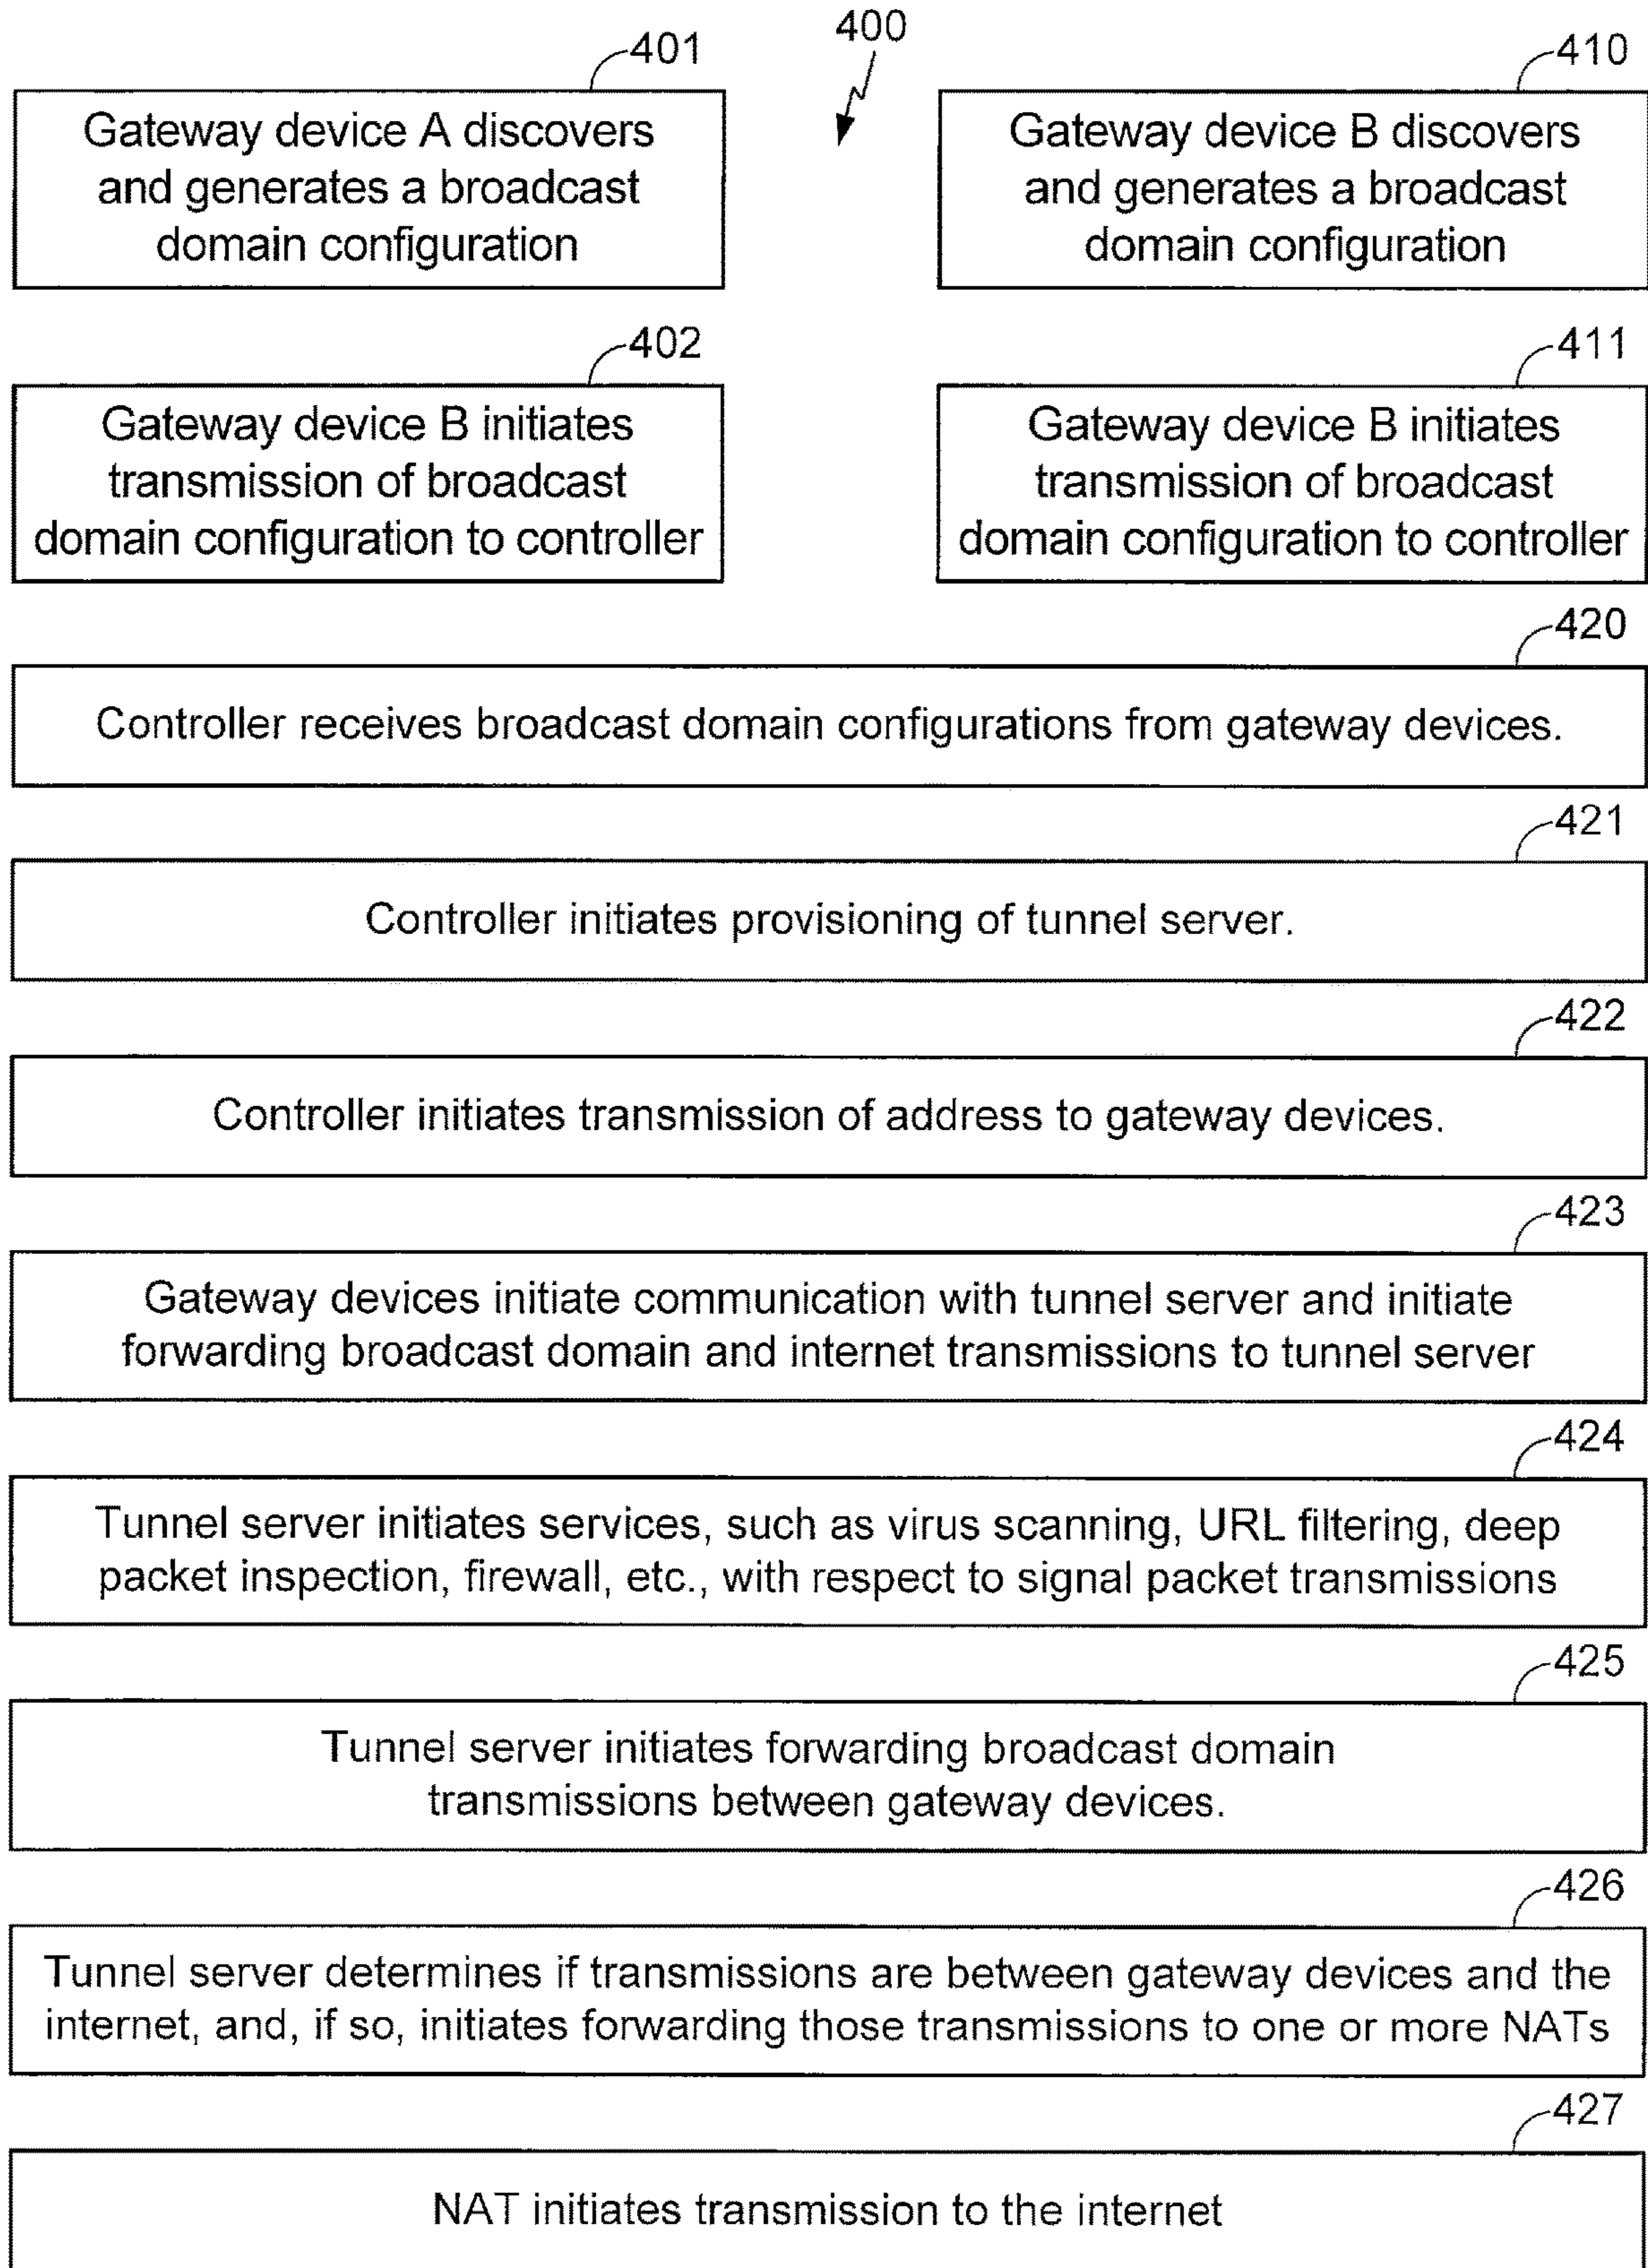 400
401
Gateway device A discovers
and generates a broadcast
domain configuration
410
Gateway device B discovers
and generates a broadcast
domain configuration
402
Gateway device B initiates
transmission of broadcast
domain configuration to controller
411
Gateway device B initiates
transmission of broadcast
domain configuration to controller
420
Controller receives broadcast domain configurations from gateway devices.
421
Controller initiates provisioning of tunnel server.
422
Controller initiates transmission of address to gateway devices.
423
Gateway devices initiate communication with tunnel server and initiate
forwarding broadcast domain and internet transmissions to tunnel server
424
Tunnel server initiates services, such as virus scanning, URL filtering, deep
packet inspection, firewall, etc., with respect to signal packet transmissions
425
Tunnel server initiates forwarding broadcast domain
transmissions between gateway devices.
426
Tunnel server determines if transmissions are between gateway devices and the
internet, and, if so, initiates forwarding those transmissions to one or more NATs
427
NAT initiates transmission to the internet